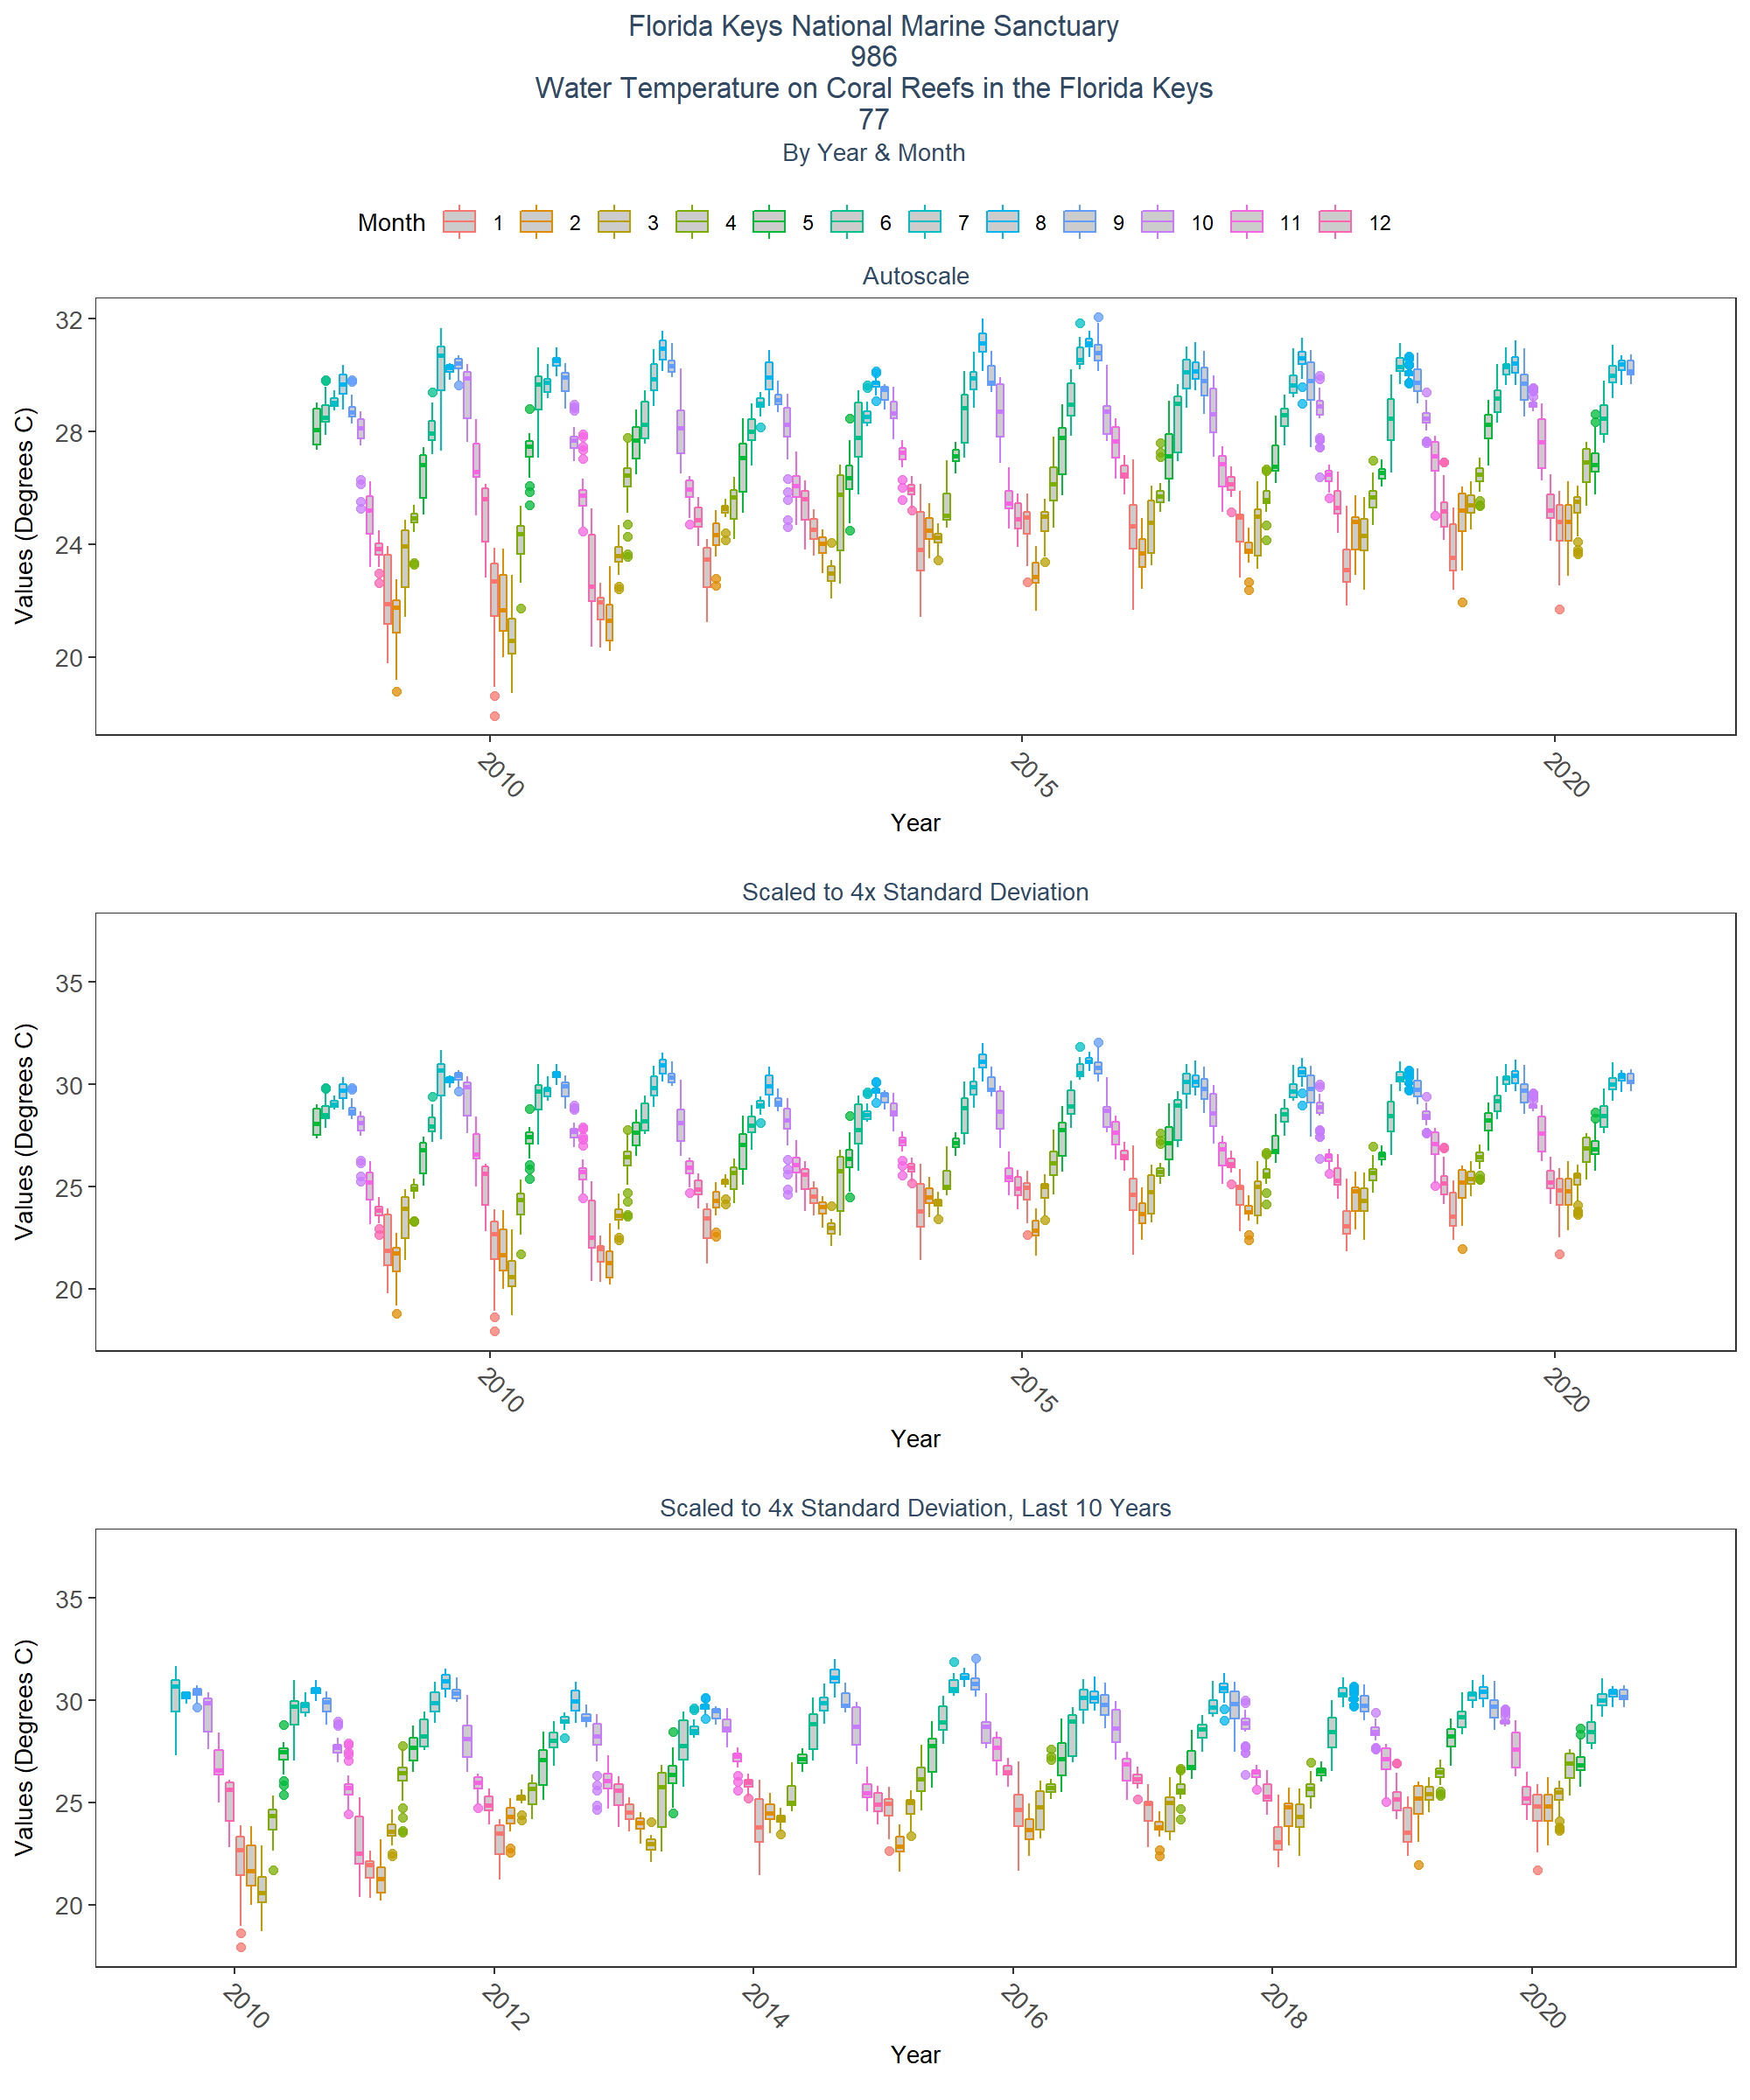 Florida Keys National Marine Sanctuary
986
Water Temperature on Coral Reefs in the Florida Keys
77
By Year & Month
Month 1 2 3 4 5 6 7 8 9 10 11 12
Autoscale
Values (Degrees C)
32
28
24
20
2010 2015 2020
Year
Scaled to 4x Standard Deviation
Values (Degrees C)
35
30
25
20
2010 2015 2020
Year
Scaled to 4x Standard Deviation, Last 10 Years
Values (Degrees C)
35
30
25
20
2010 2012 2014 2016 2018 2020
Year